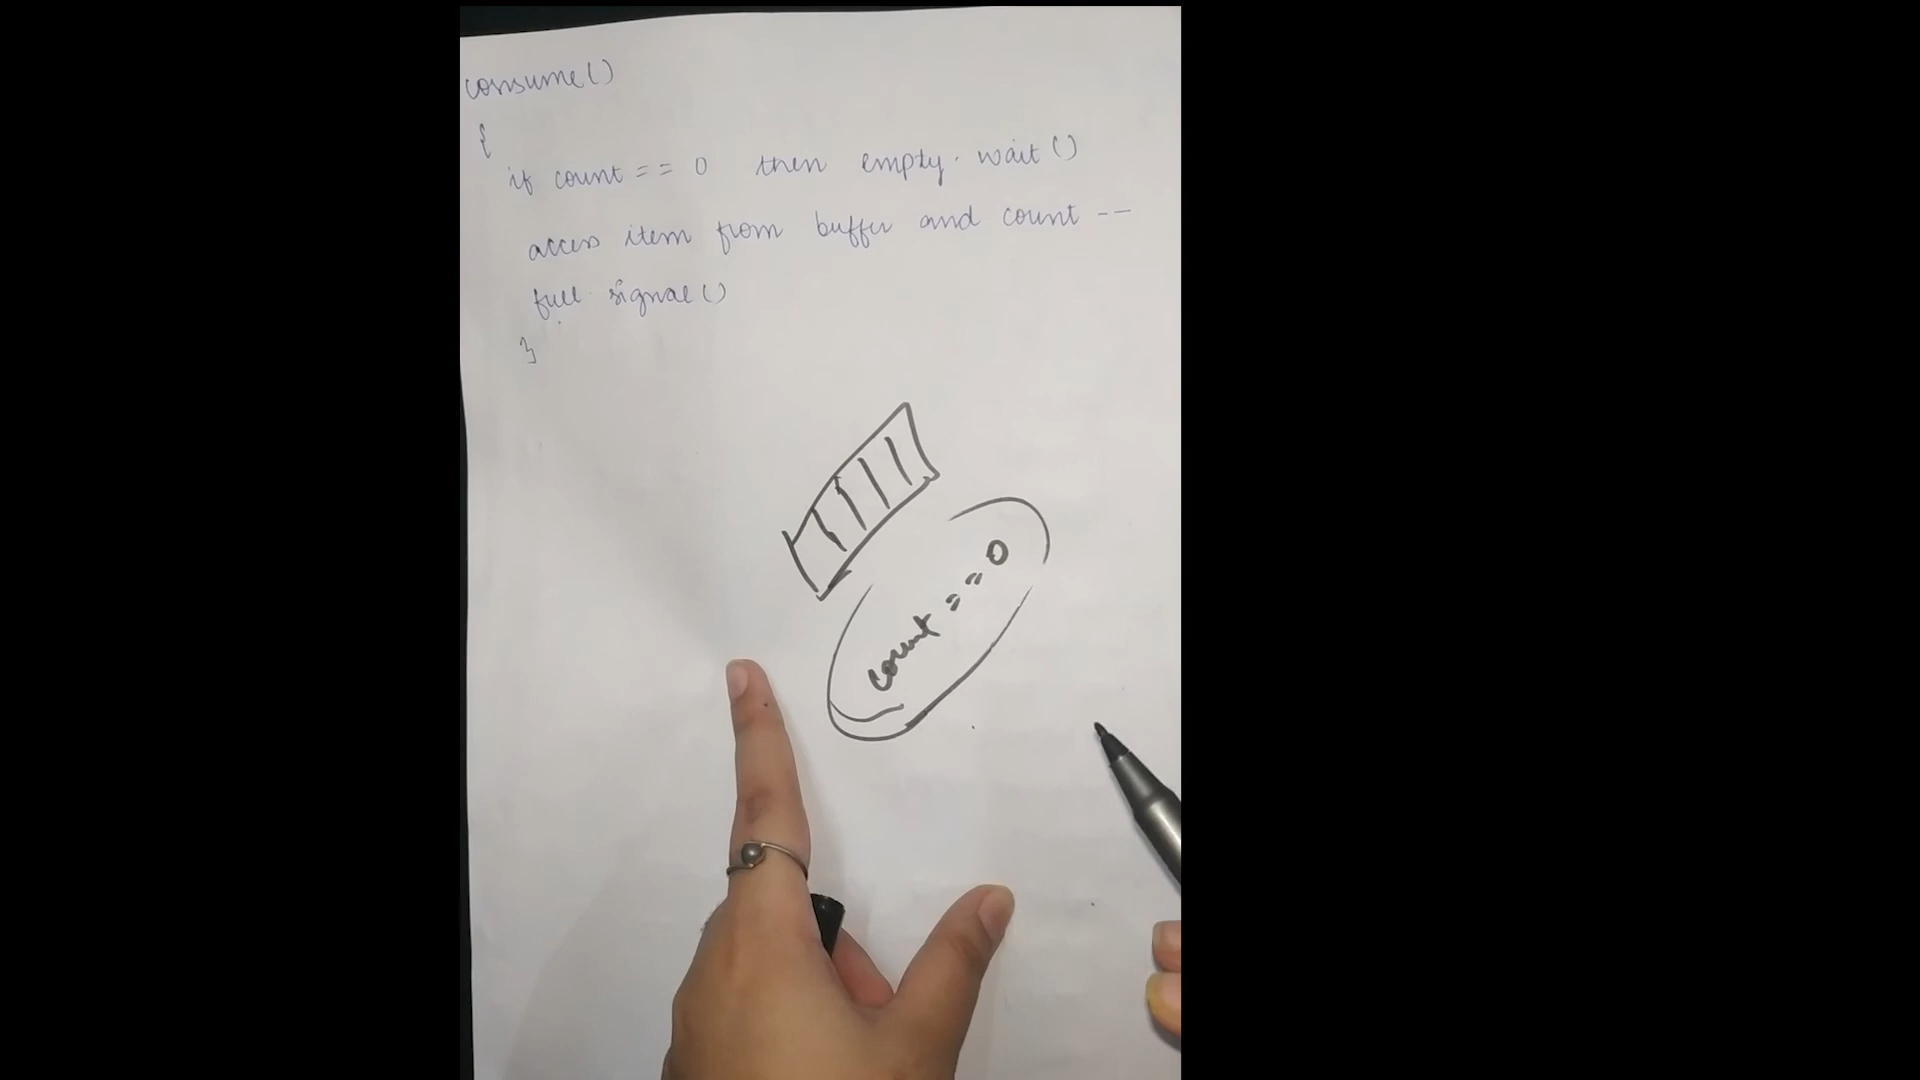 consume()
{
if count == 0 then empty. wait()
access item from buffer and count --
full. signal()
}
count == 0